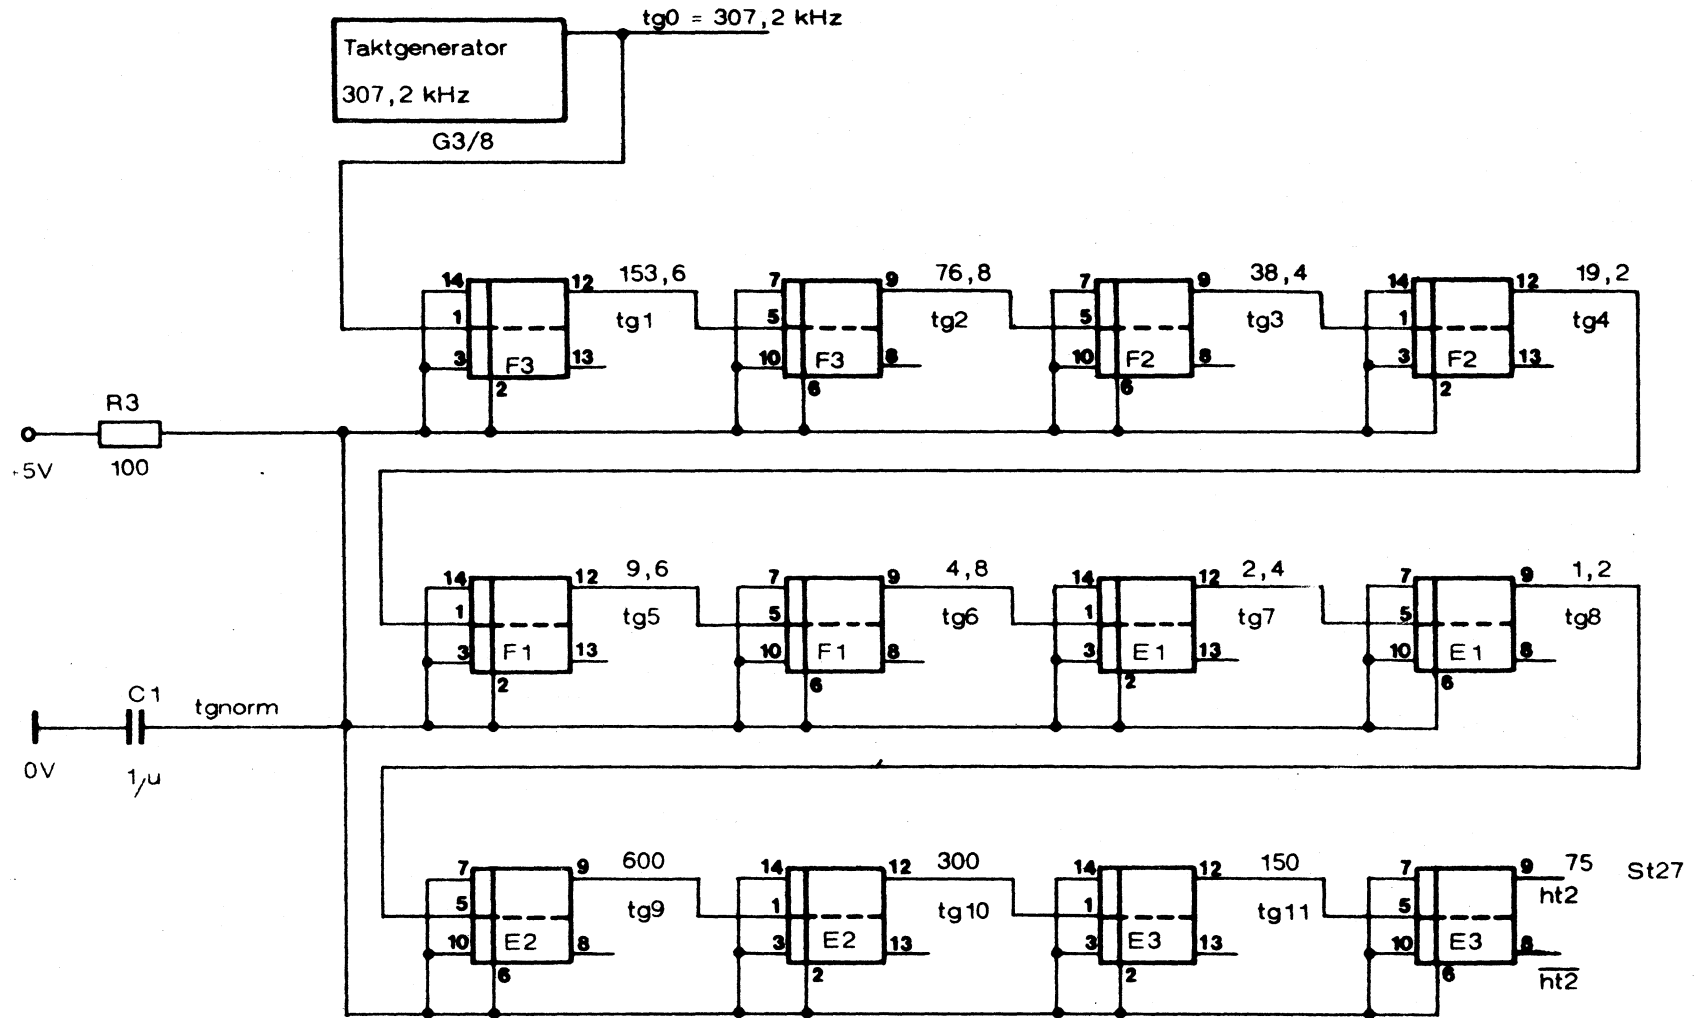 tg0 = 307,2 kHz
Taktgenerator
307,2 kHz
G3/8
14 12 153,6 7 9 76,8 7 9 38,4 14 12 19,2
1 tg1 5 tg2 5 tg3 1 tg4
3 F3 13 10 F3 8 10 F2 8 3 F2 13
2 6 6 2
R3
+5V 100
14 12 9,6 7 9 4,8 14 12 2,4 7 9 1,2
1 tg5 5 tg6 1 tg7 5 tg8
3 F1 13 10 F1 8 3 E1 13 10 E1 8
2 6 2 6
C1 tgnorm
0V 1/u
7 9 600 14 12 300 14 12 150 7 9 75 St27
5 tg9 1 tg10 1 tg11 5 ht2
10 E2 8 3 E2 13 3 E3 13 10 E3 8
6 2 2 6 h̅t̅2̅